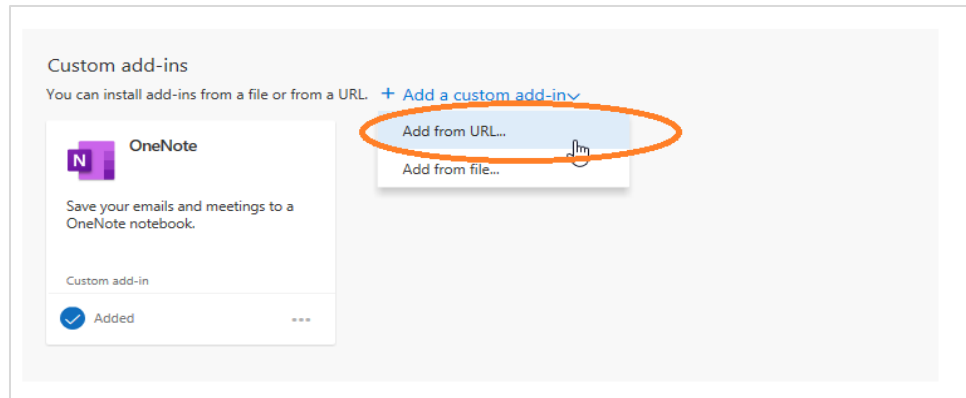 Custom add-ins
You can install add-ins from a file or from a URL. + Add a custom add-in
Add from URL...
Add from file...
N
OneNote
Save your emails and meetings to a
OneNote notebook.
Custom add-in
Added
...